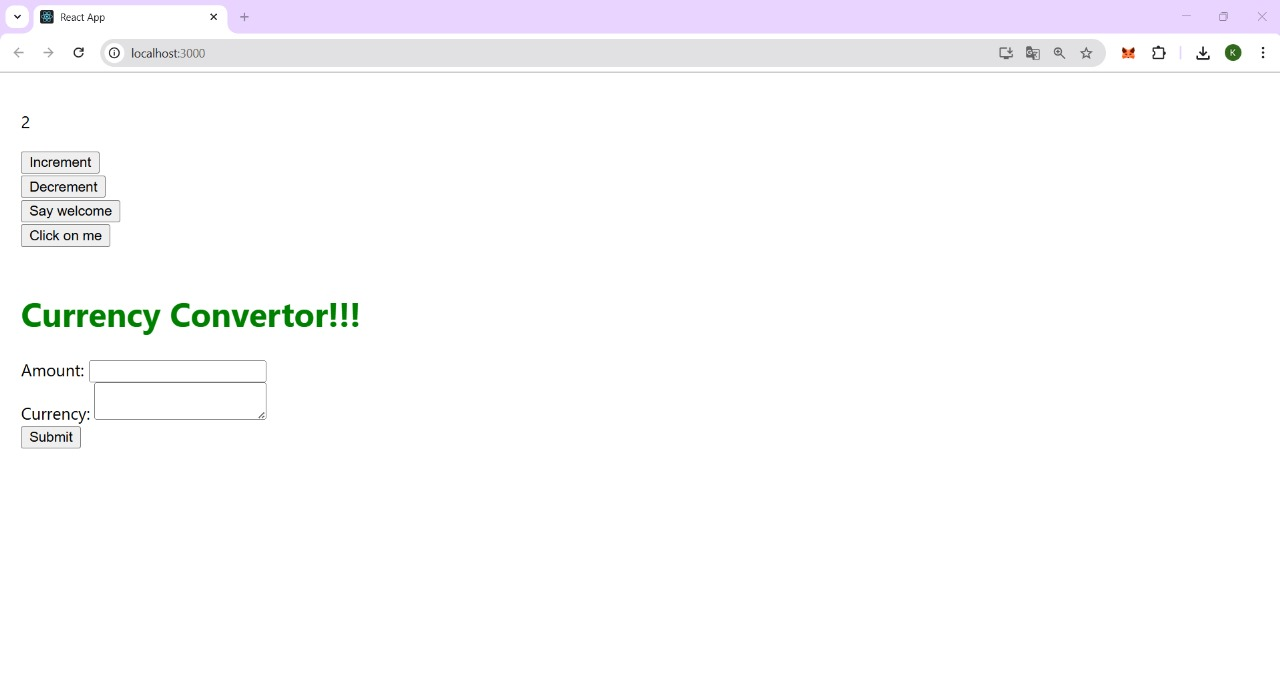 React App
localhost:3000
K
2
Increment
Decrement
Say welcome
Click on me
Currency Convertor!!!
Amount:
Currency:
Submit